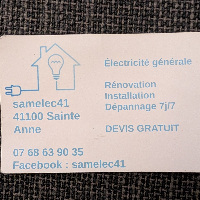 Électricité générale
Rénovation
Installation
Dépannage 7j/7
DEVIS GRATUIT
samelec41
41100 Sainte
Anne
07 68 63 90 35
Facebook : samelec41